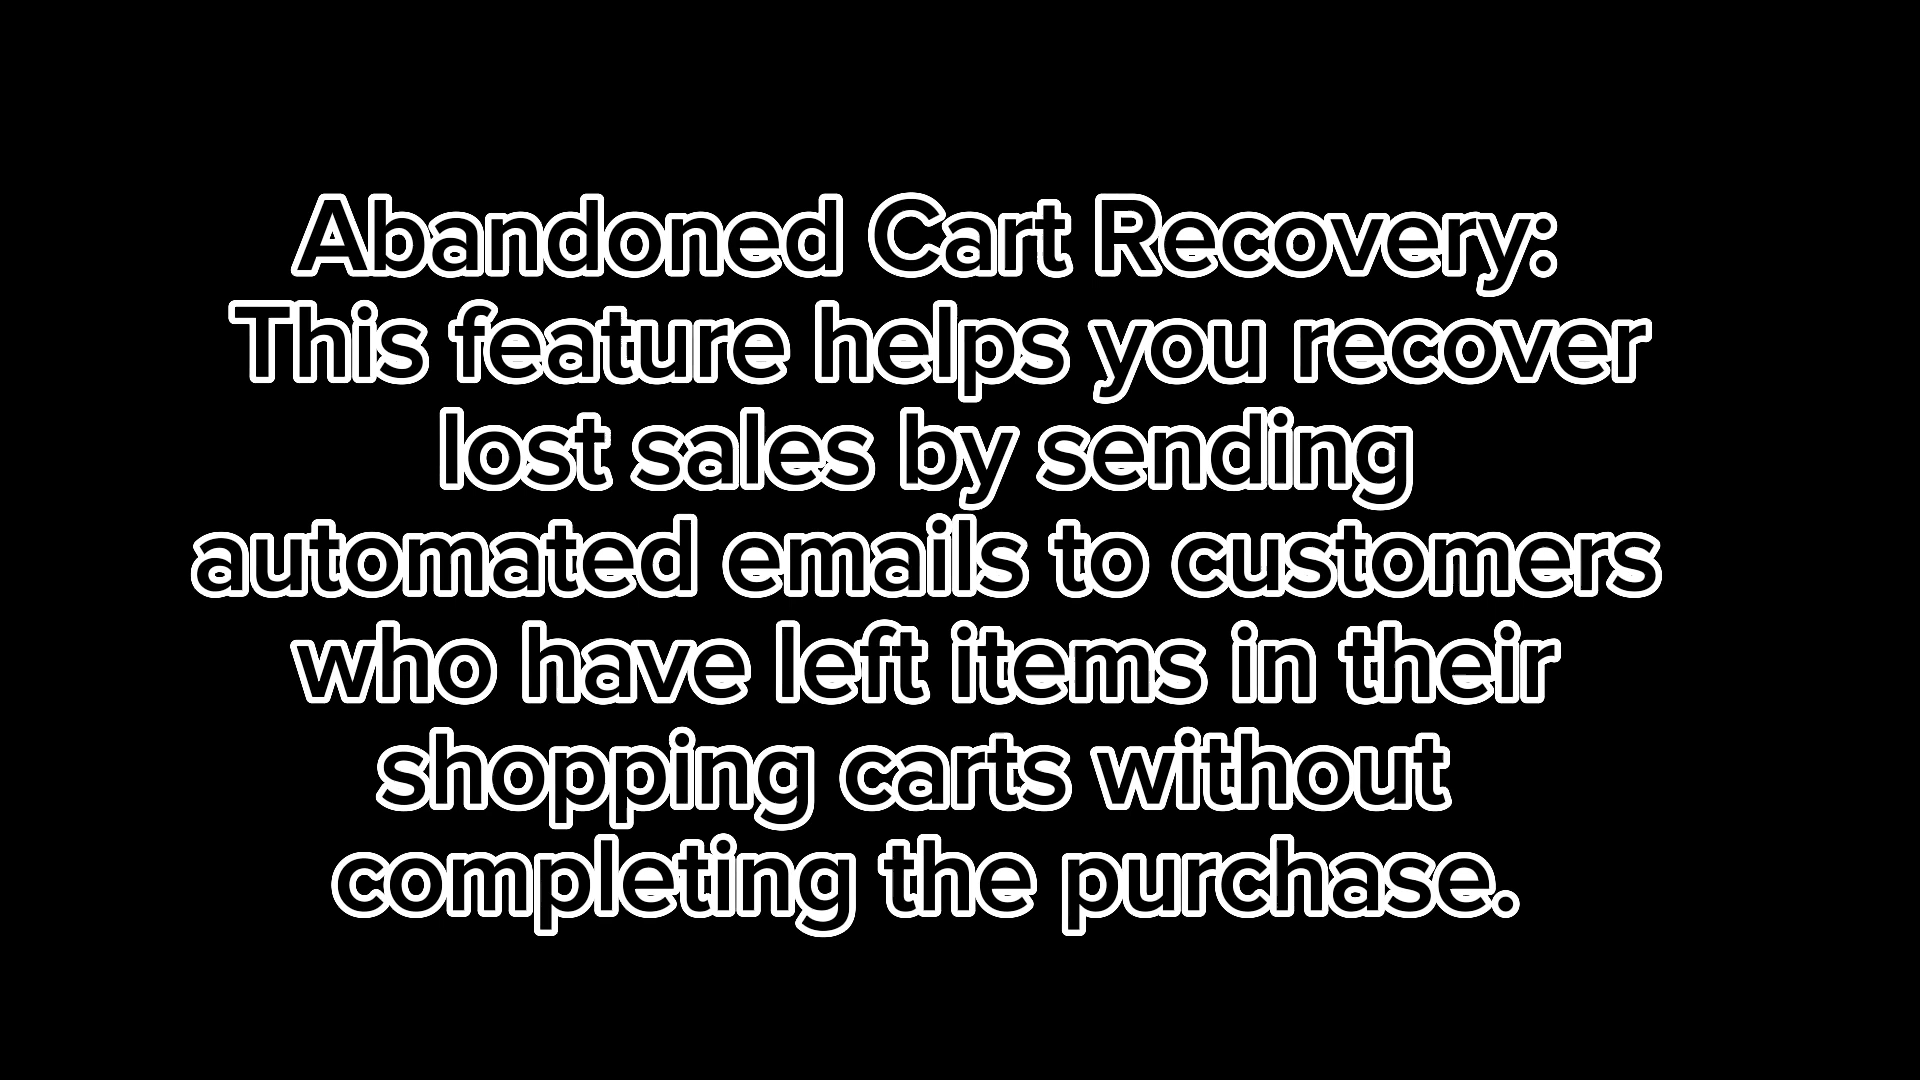 Abandoned Cart Recovery:
This feature helps you recover
lost sales by sending
automated emails to customers
who have left items in their
shopping carts without
completing the purchase.